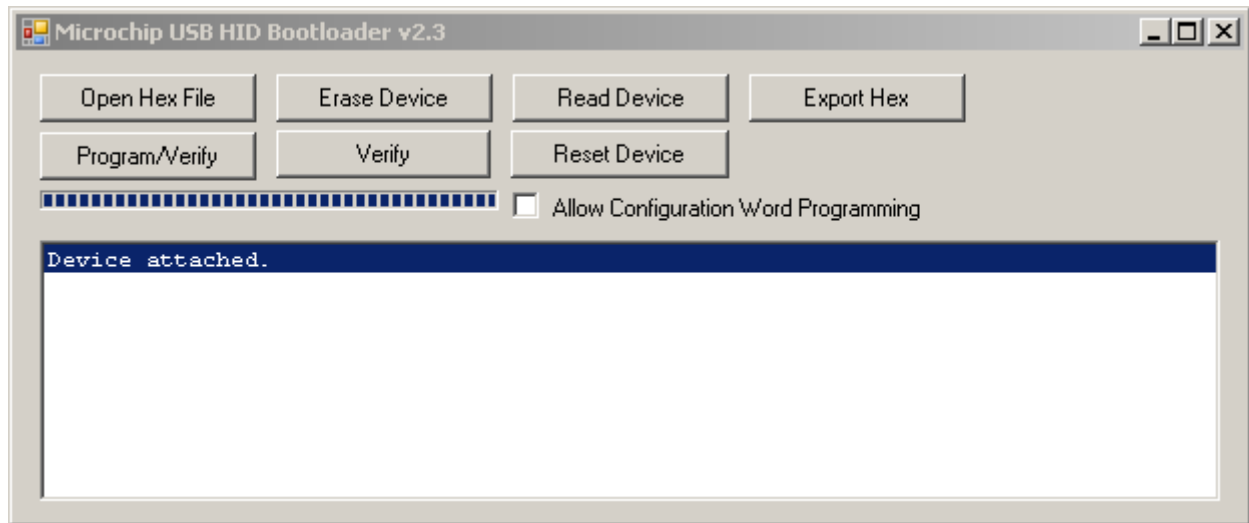 Microchip USB HID Bootloader v2.3
Open Hex File Erase Device Read Device Export Hex
Program/Verify Verify Reset Device
Allow Configuration Word Programming
Device attached.